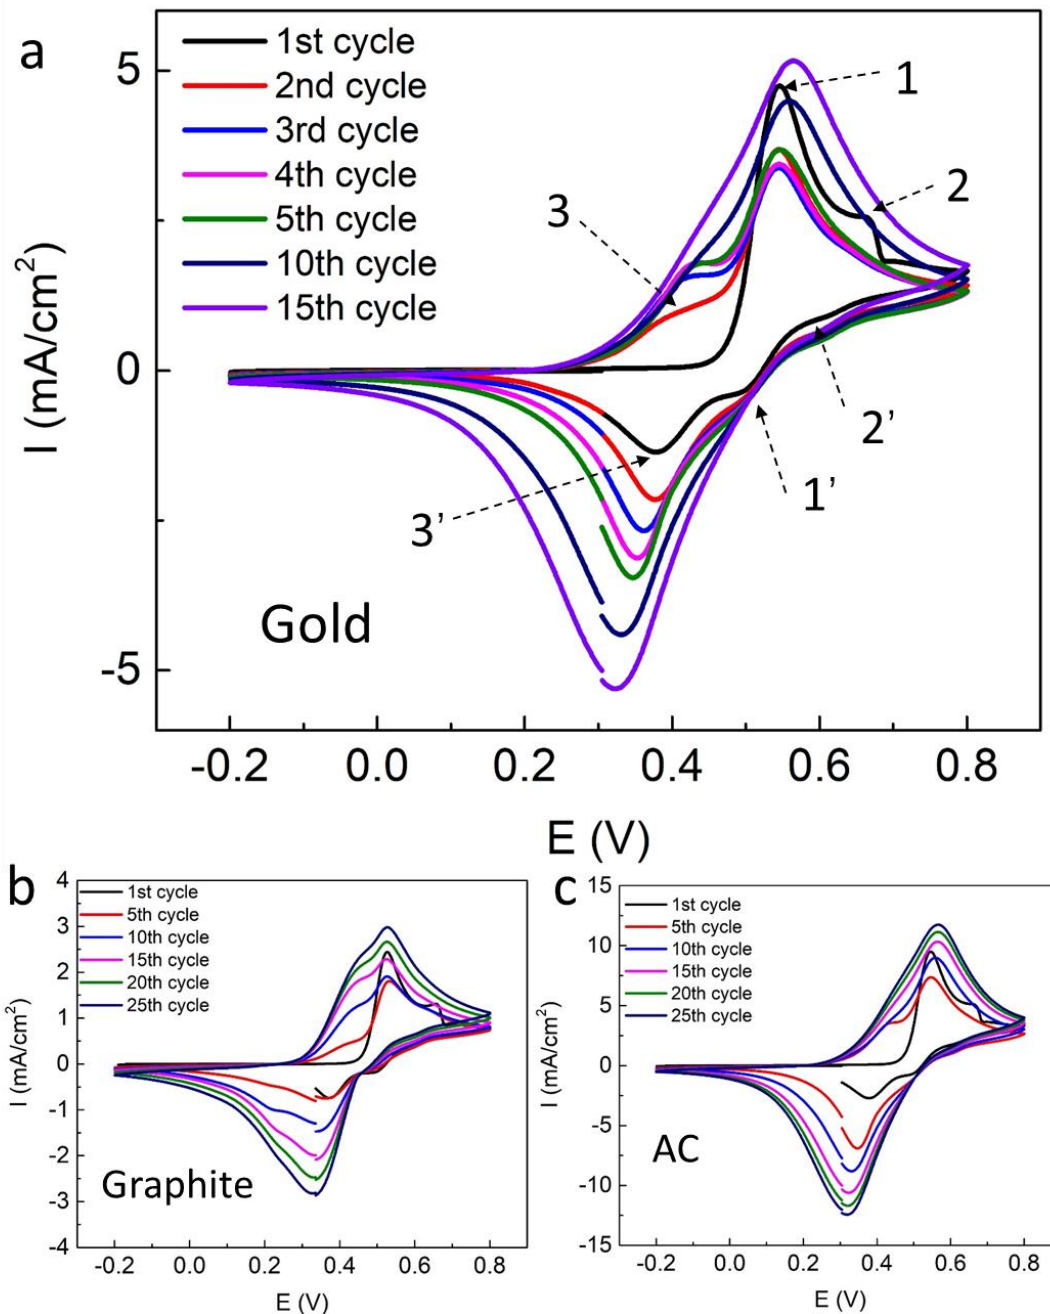 a
1st cycle
2nd cycle
3rd cycle
4th cycle
5th cycle
10th cycle
15th cycle
1
2
3
2’
1’
3’
Gold
5
0
-5
I (mA/cm²)
-0.2 0.0 0.2 0.4 0.6 0.8
E (V)
b
1st cycle
5th cycle
10th cycle
15th cycle
20th cycle
25th cycle
Graphite
4
3
2
1
0
-1
-2
-3
-4
I (mA/cm²)
-0.2 0.0 0.2 0.4 0.6 0.8
E (V)
c
1st cycle
5th cycle
10th cycle
15th cycle
20th cycle
25th cycle
AC
15
10
5
0
-5
-10
-15
I (mA/cm²)
-0.2 0.0 0.2 0.4 0.6 0.8
E (V)